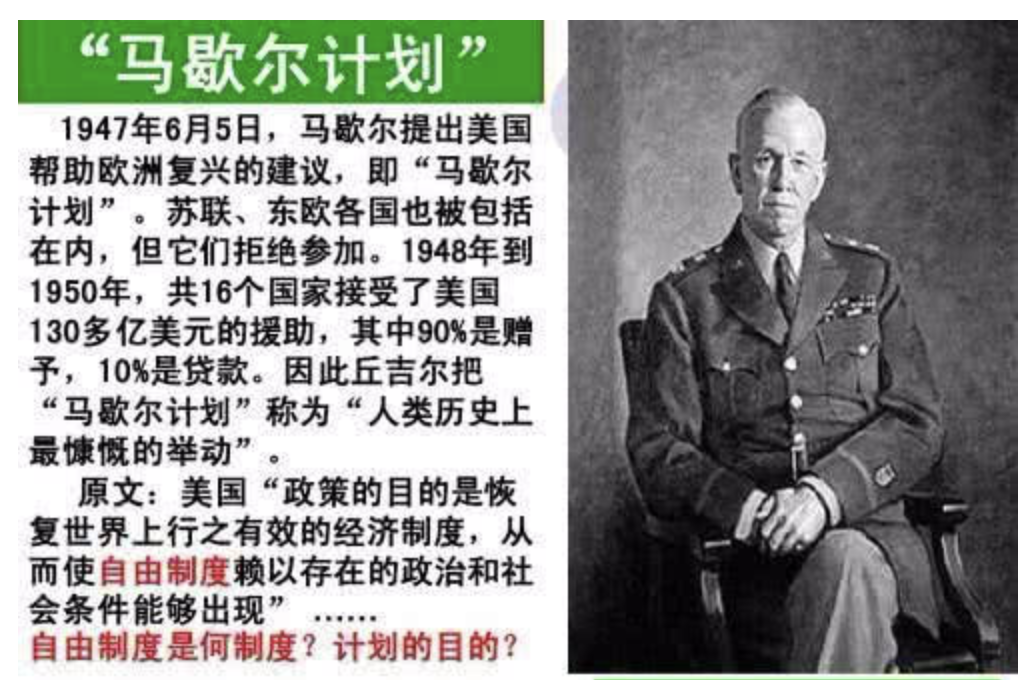 “马歇尔计划”
1947年6月5日，马歇尔提出美国
帮助欧洲复兴的建议，即“马歇尔
计划”。苏联、东欧各国也被包括
在内，但它们拒绝参加。1948年到
1950年，共16个国家接受了美国
130多亿美元的援助，其中90%是赠
予，10%是贷款。因此丘吉尔把
“马歇尔计划”称为“人类历史上
最慷慨的举动”。
原文：美国“政策的目的是恢
复世界上行之有效的经济制度，从
而使自由制度赖以存在的政治和社
会条件能够出现”……
自由制度是何制度？计划的目的？